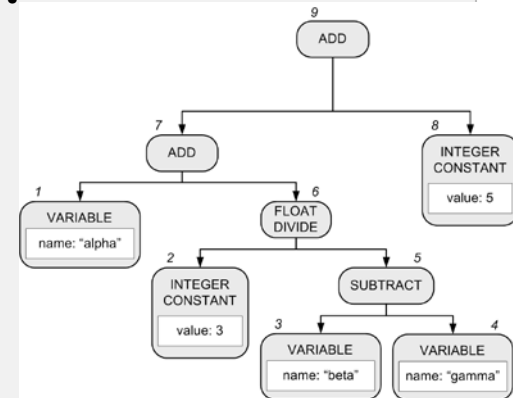 9
ADD
7
ADD
8
INTEGER
CONSTANT
value: 5
1
VARIABLE
name: “alpha”
6
FLOAT
DIVIDE
2
INTEGER
CONSTANT
value: 3
5
SUBTRACT
3
VARIABLE
name: “beta”
4
VARIABLE
name: “gamma”